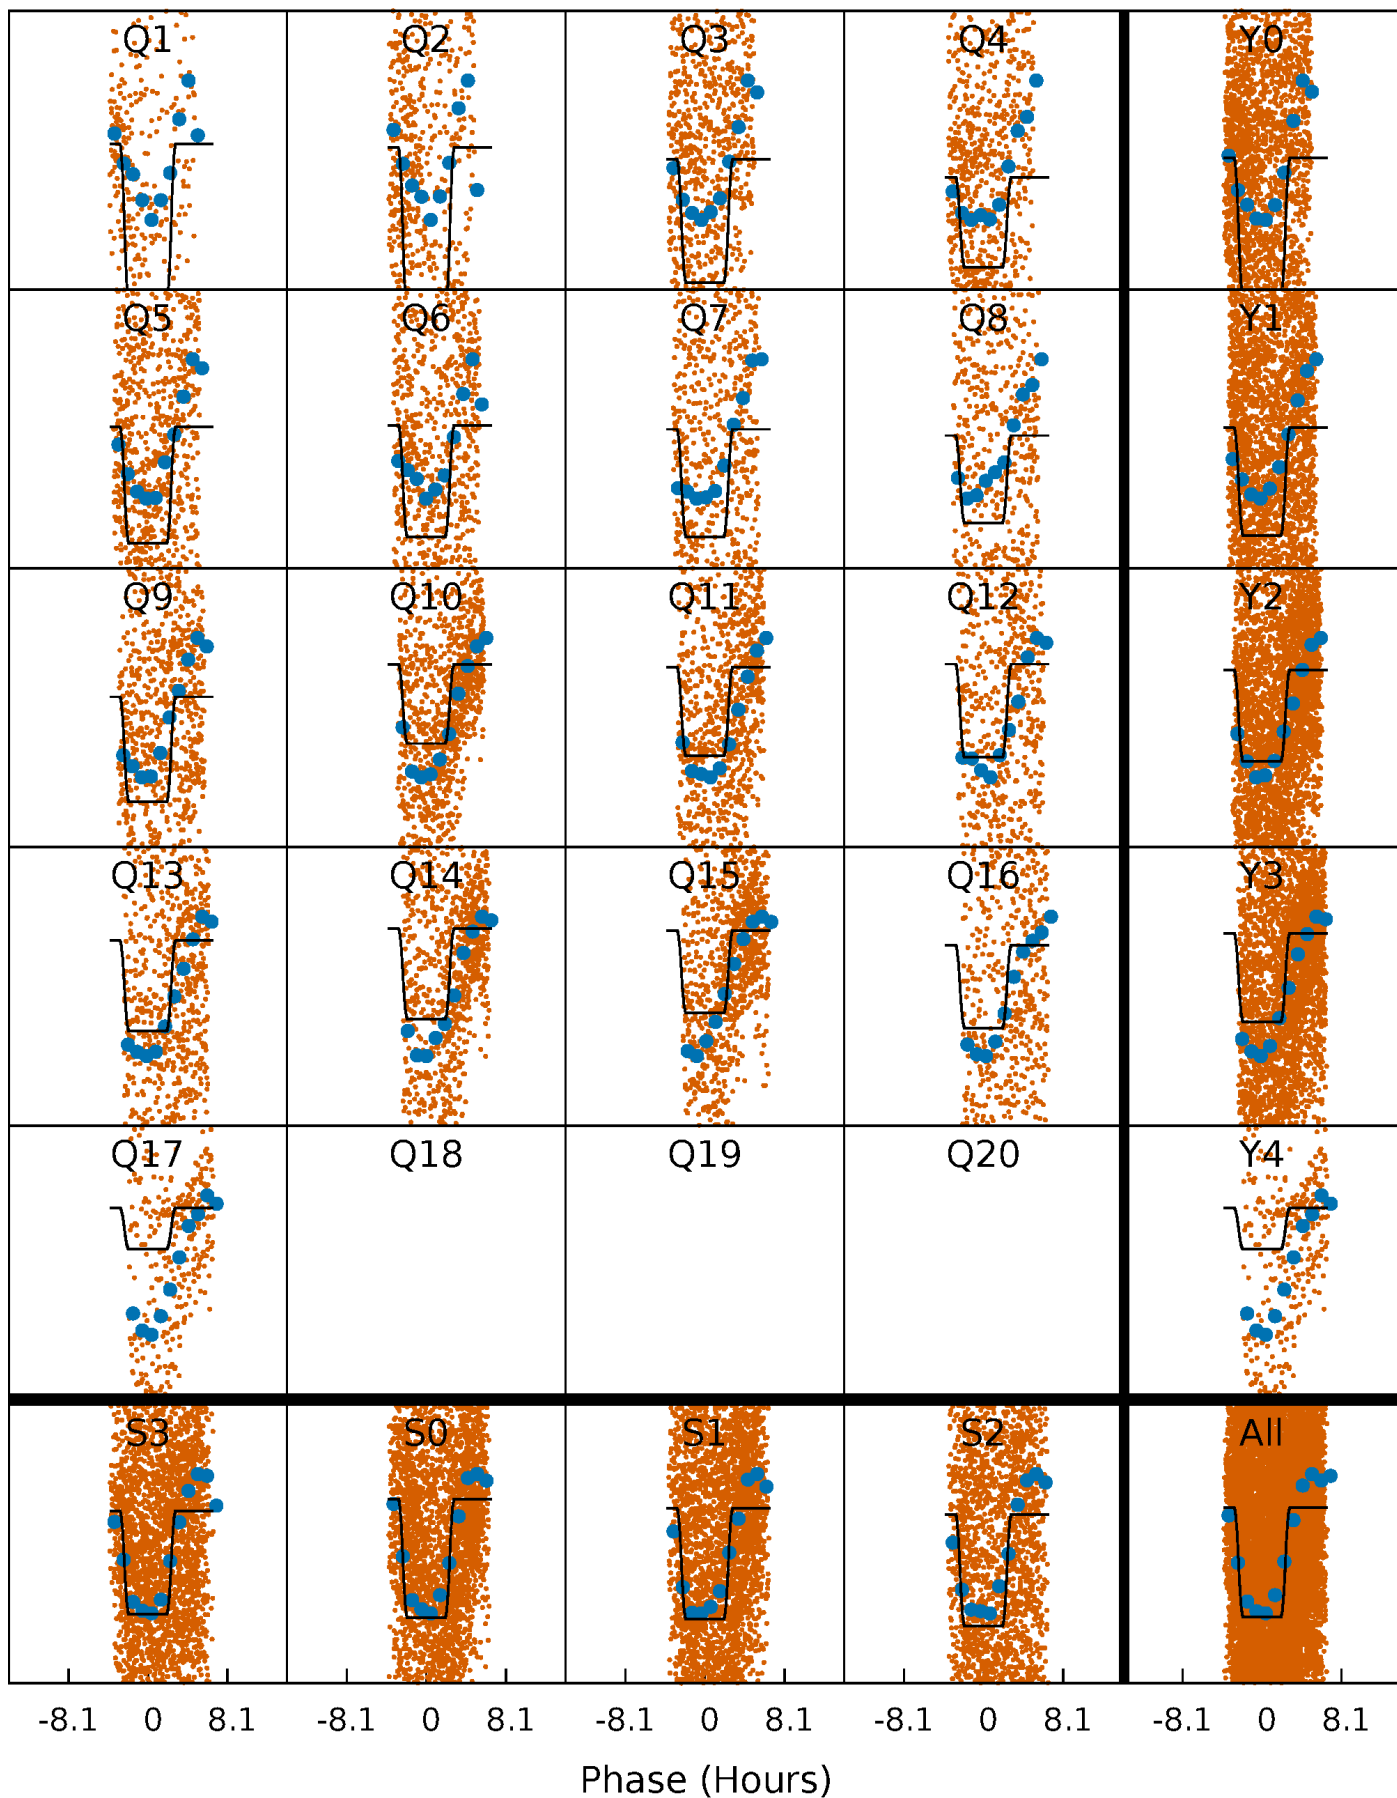 Q1 Q2 Q3 Q4 Y0
Q5 Q6 Q7 Q8 Y1
Q9 Q10 Q11 Q12 Y2
Q13 Q14 Q15 Q16 Y3
Q17 Q18 Q19 Q20 Y4
S3 S0 S1 S2 All
-8.1 0 8.1 -8.1 0 8.1 -8.1 0 8.1 -8.1 0 8.1 -8.1 0 8.1
Phase (Hours)